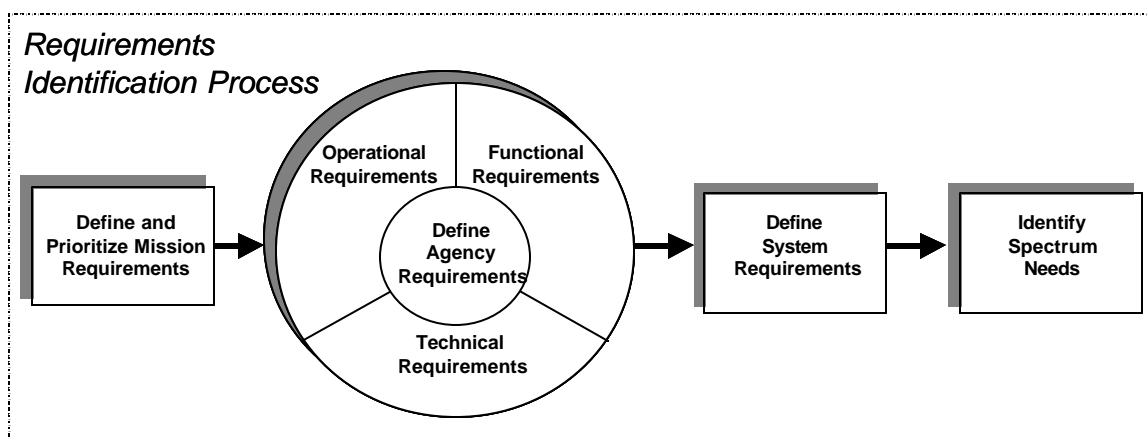 Requirements
Identification Process
Define and
Prioritize Mission
Requirements
Operational
Requirements
Functional
Requirements
Define
Agency
Requirements
Technical
Requirements
Define
System
Requirements
Identify
Spectrum
Needs